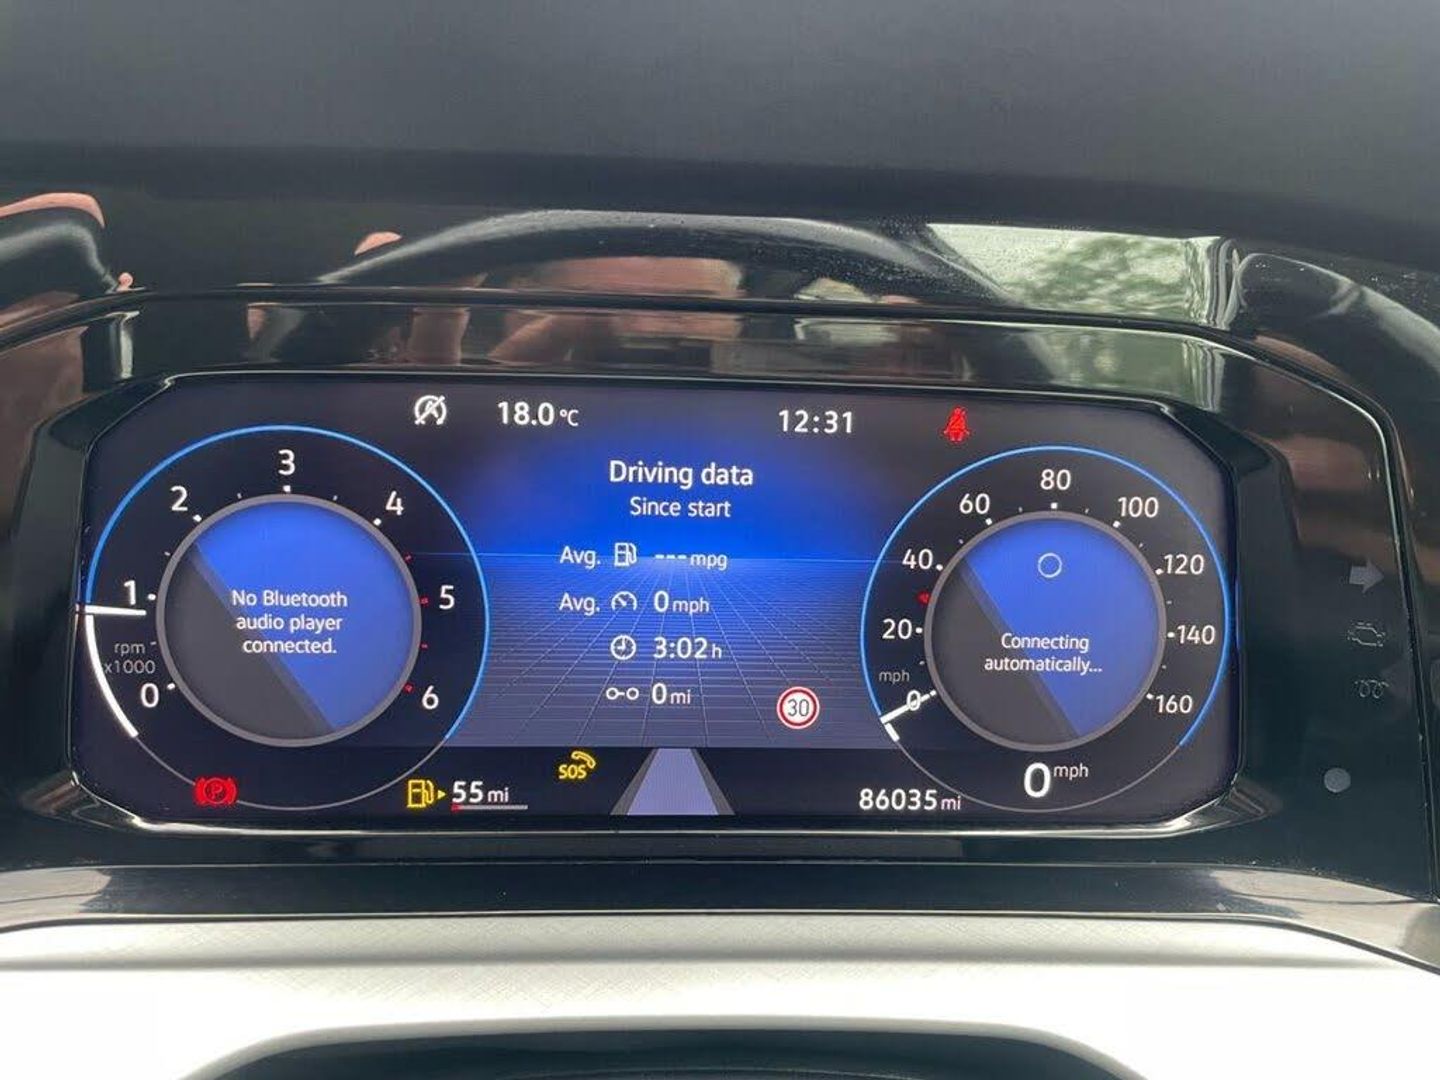 18.0 °C
12:31
Driving data
Since start
Avg. --- mpg
Avg. 0 mph
3:02 h
0 mi
30
0
1
2
3
4
5
6
rpm
x1000
No Bluetooth
audio player
connected.
0
20
40
60
80
100
120
140
160
mph
Connecting
automatically...
0 mph
P
55 mi
SOS
86035 mi